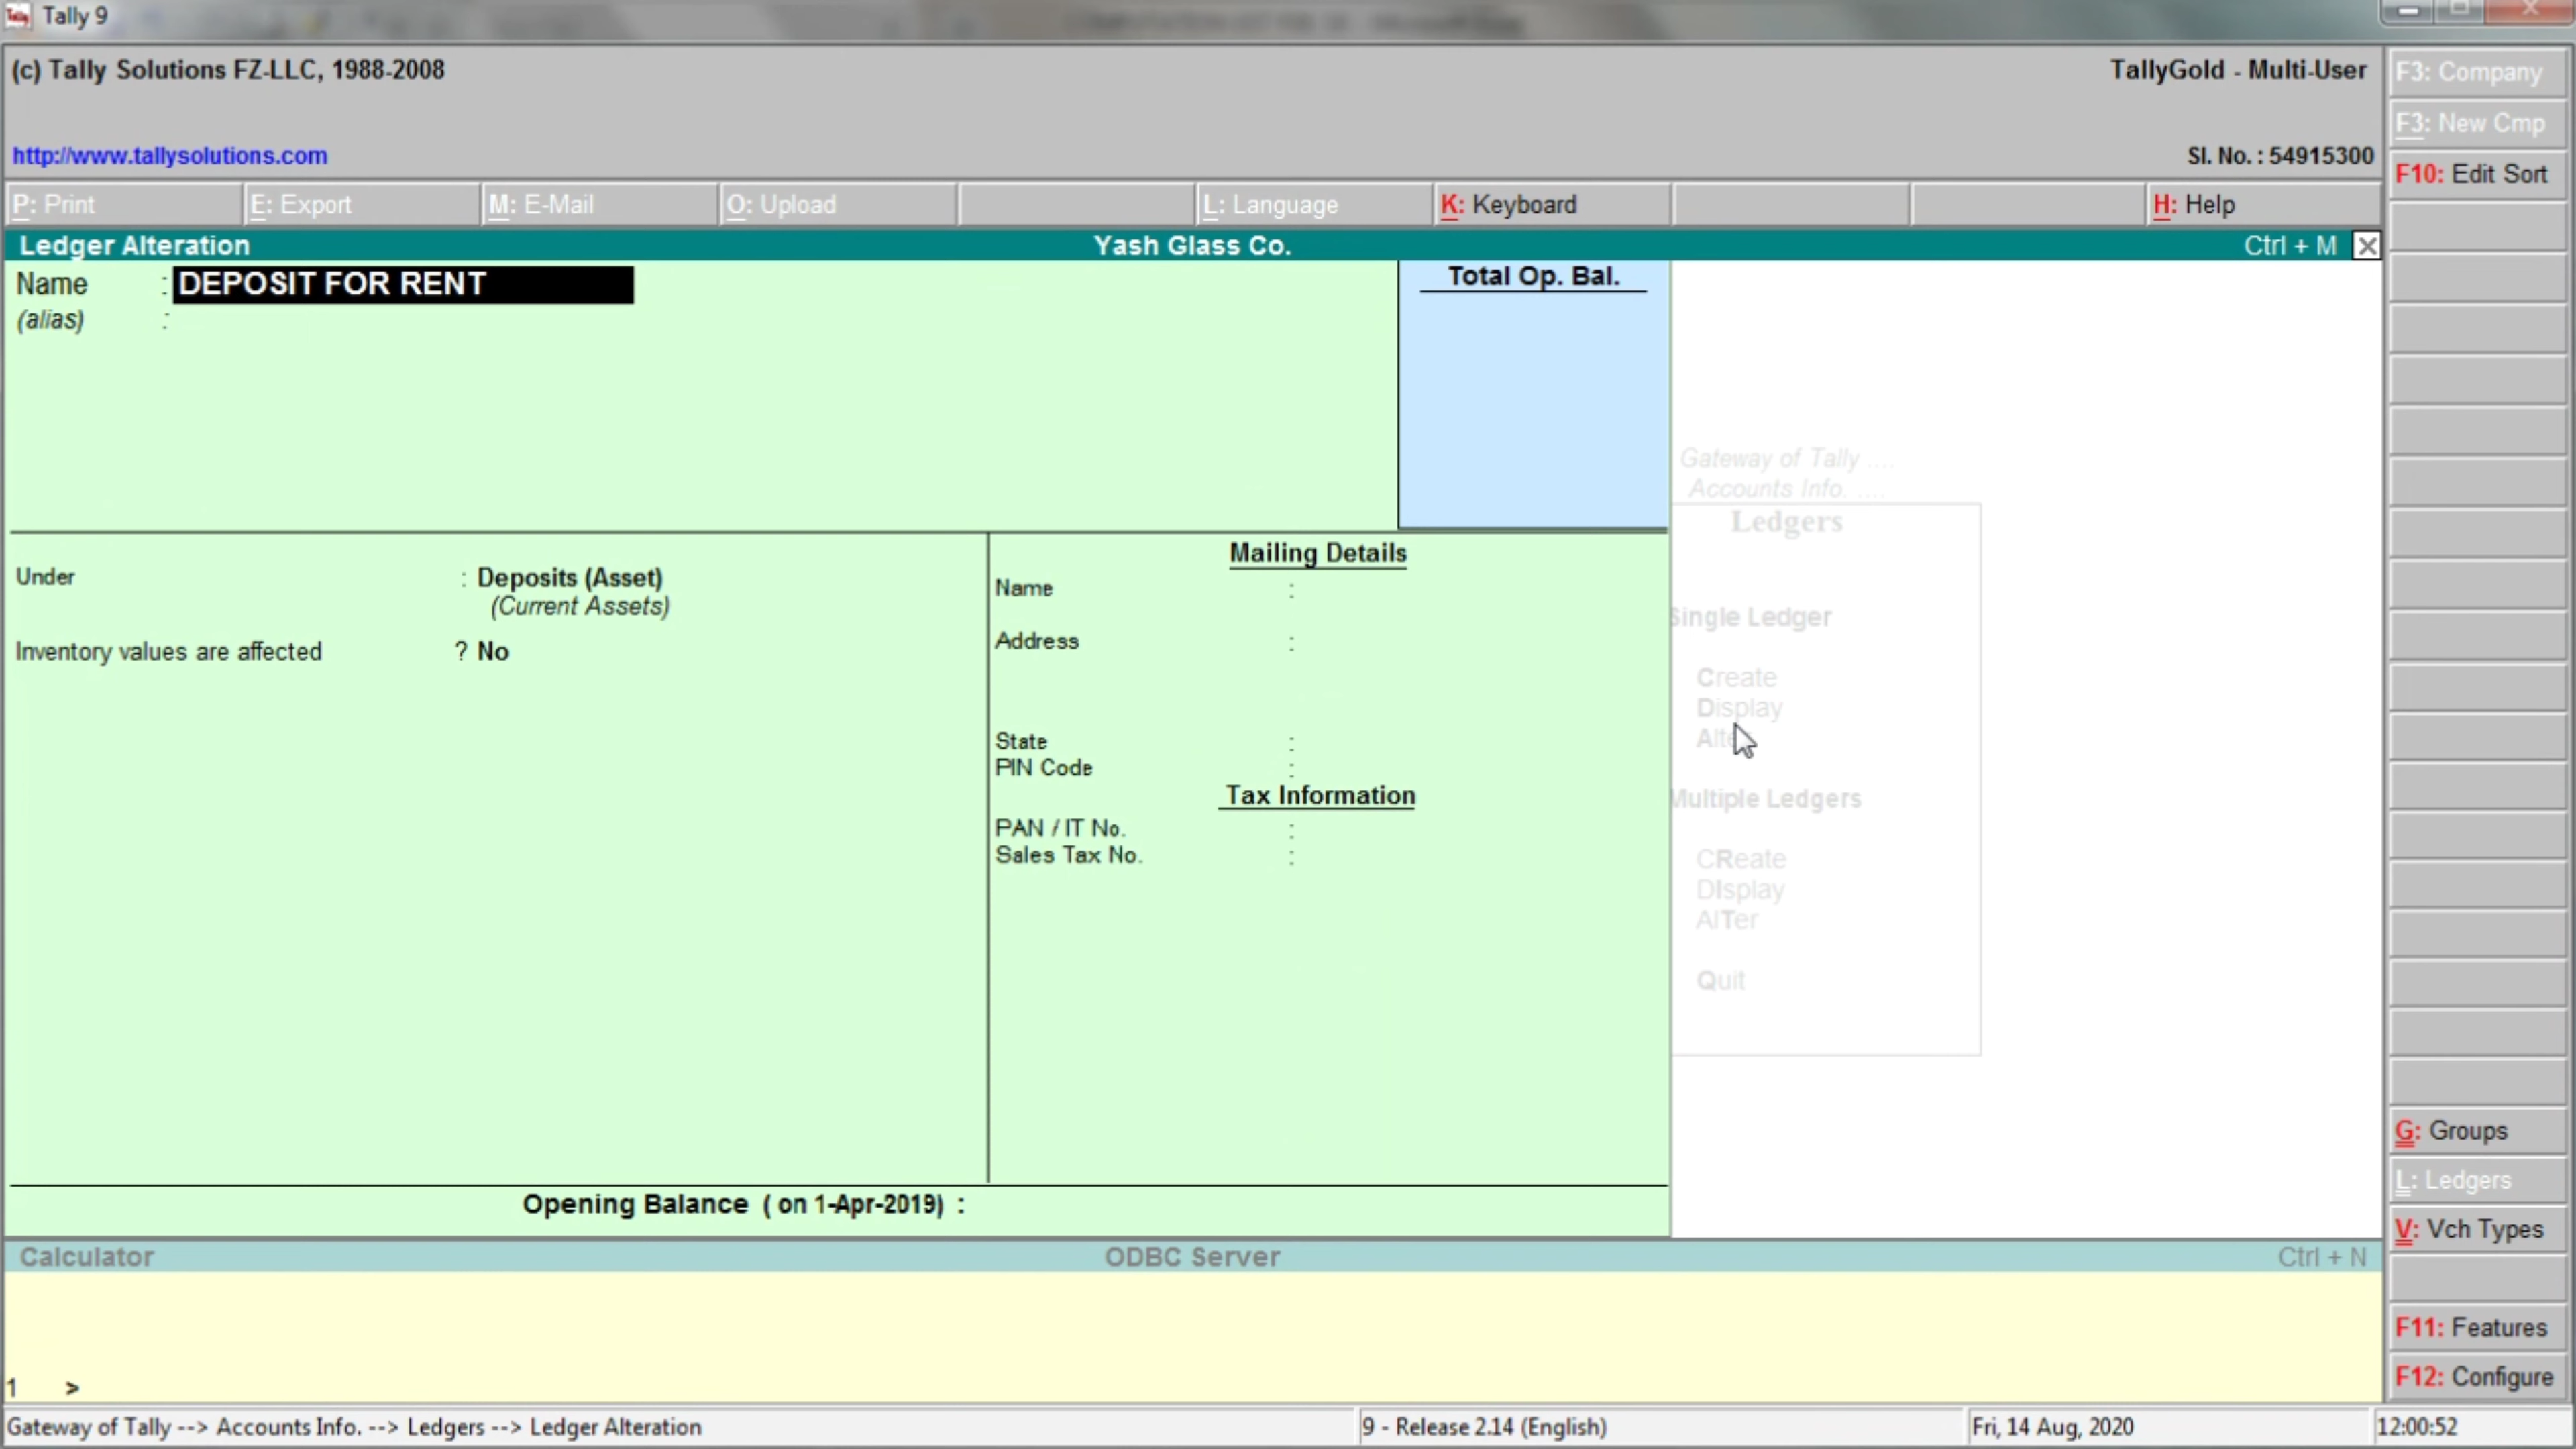 Tally 9
(c) Tally Solutions FZ-LLC, 1988-2008
TallyGold - Multi-User
http://www.tallysolutions.com
Sl. No. : 54915300
P: Print
E: Export
M: E-Mail
O: Upload
L: Language
K: Keyboard
H: Help
Ledger Alteration
Yash Glass Co.
Ctrl + M
Name : DEPOSIT FOR RENT
(alias) :
Total Op. Bal.
Under : Deposits (Asset)
(Current Assets)
Inventory values are affected ? No
Mailing Details
Name :
Address :
State :
PIN Code :
Tax Information
PAN / IT No. :
Sales Tax No. :
Opening Balance ( on 1-Apr-2019) :
Gateway of Tally ....
Accounts Info. ....
Ledgers
Single Ledger
Create
Display
Multiple Ledgers
CReate
DIsplay
AlTer
Quit
F3: Company
F3: New Cmp
F10: Edit Sort
G: Groups
L: Ledgers
V: Vch Types
F11: Features
F12: Configure
Calculator
ODBC Server
Ctrl + N
1 >
Gateway of Tally --> Accounts Info. --> Ledgers --> Ledger Alteration
9 - Release 2.14 (English)
Fri, 14 Aug, 2020
12:00:52